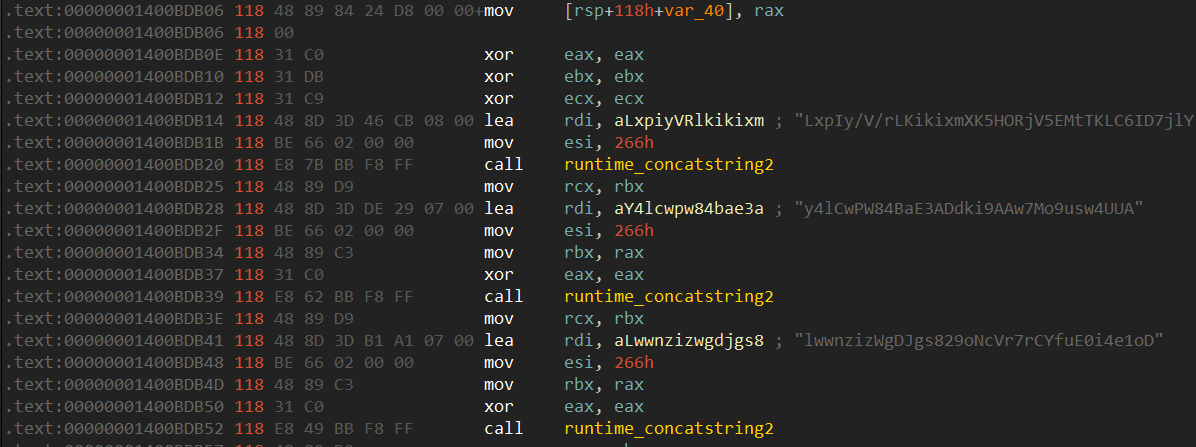 .text:00000001400BDB06 118 48 89 84 24 D8 00 00+mov [rsp+118h+var_40], rax
.text:00000001400BDB06 118 00
.text:00000001400BDB0E 118 31 C0 xor eax, eax
.text:00000001400BDB10 118 31 DB xor ebx, ebx
.text:00000001400BDB12 118 31 C9 xor ecx, ecx
.text:00000001400BDB14 118 48 8D 3D 46 CB 08 00 lea rdi, aLxpiyVRlkikixm ; "LxpIy/V/rLKikixmXK5HORjV5EMtTKLC6ID7jlY
.text:00000001400BDB1B 118 BE 66 02 00 00 mov esi, 266h
.text:00000001400BDB20 118 E8 7B BB F8 FF call runtime_concatstring2
.text:00000001400BDB25 118 48 89 D9 mov rcx, rbx
.text:00000001400BDB28 118 48 8D 3D DE 29 07 00 lea rdi, aY4lcwpw84bae3a ; "y4lCwPW84BaE3ADdki9AAw7Mo9usw4UUA"
.text:00000001400BDB2F 118 BE 66 02 00 00 mov esi, 266h
.text:00000001400BDB34 118 48 89 C3 mov rbx, rax
.text:00000001400BDB37 118 31 C0 xor eax, eax
.text:00000001400BDB39 118 E8 62 BB F8 FF call runtime_concatstring2
.text:00000001400BDB3E 118 48 89 D9 mov rcx, rbx
.text:00000001400BDB41 118 48 8D 3D B1 A1 07 00 lea rdi, aLwwnzizwgdjgs8 ; "lwwnzizWgDJgs829oNcVr7rCYfuE0i4e1oD"
.text:00000001400BDB48 118 BE 66 02 00 00 mov esi, 266h
.text:00000001400BDB4D 118 48 89 C3 mov rbx, rax
.text:00000001400BDB50 118 31 C0 xor eax, eax
.text:00000001400BDB52 118 E8 49 BB F8 FF call runtime_concatstring2